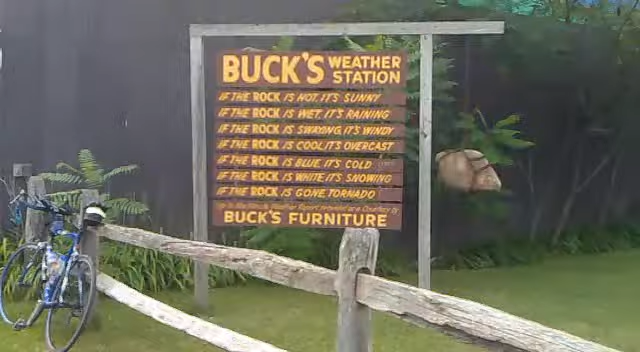 BUCK'S WEATHER STATION
IF THE ROCK IS HOT, IT'S SUNNY
IF THE ROCK IS WET, IT'S RAINING
IF THE ROCK IS SWAYING, IT'S WINDY
IF THE ROCK IS COOL IT'S OVERCAST
IF THE ROCK IS BLUE, IT'S COLD
IF THE ROCK IS WHITE IT'S SNOWING
IF THE ROCK IS GONE, TORNADO
BUCK'S FURNITURE